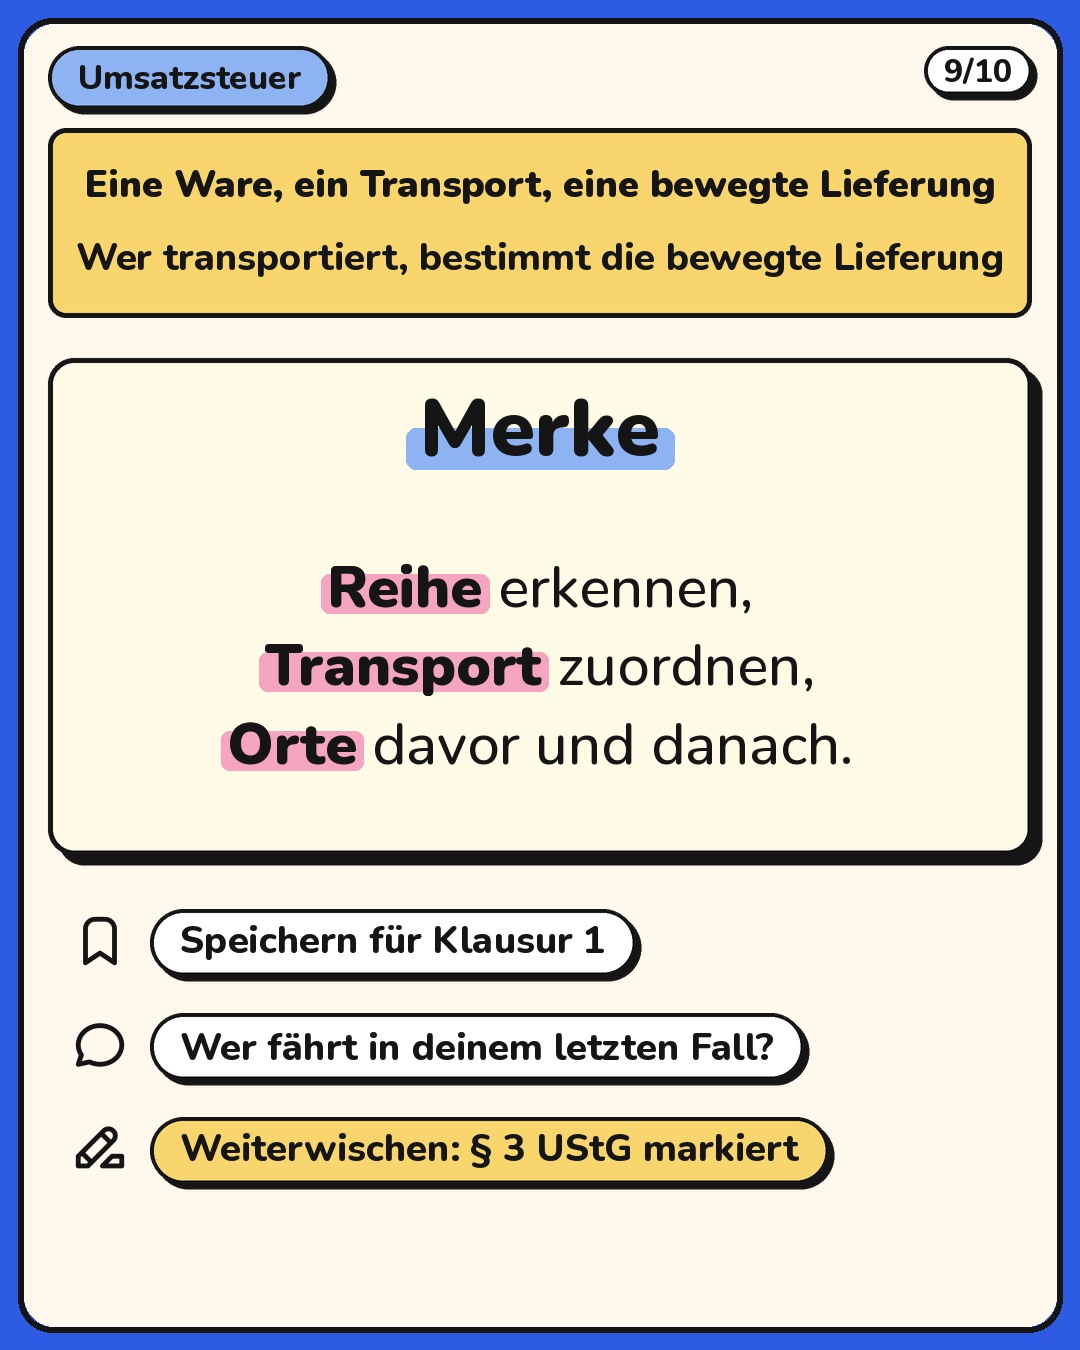 Umsatzsteuer
9/10
Eine Ware, ein Transport, eine bewegte Lieferung
Wer transportiert, bestimmt die bewegte Lieferung
Merke
Reihe erkennen,
Transport zuordnen,
Orte davor und danach.
Speichern für Klausur 1
Wer fährt in deinem letzten Fall?
Weiterwischen: § 3 UStG markiert